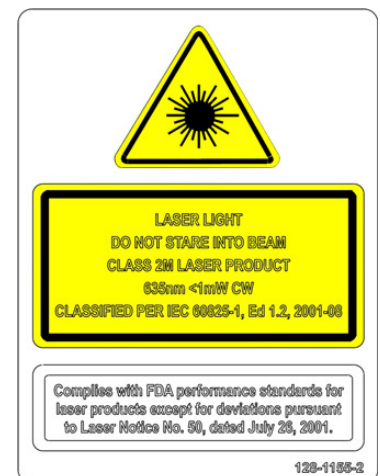 LASER LIGHT
DO NOT STARE INTO BEAM
CLASS 2M LASER PRODUCT
635nm <1mW CW
CLASSIFIED PER IEC 60825-1, Ed 1.2, 2001-08
Complies with FDA performance standards for
laser products except for deviations pursuant
to Laser Notice No. 50, dated July 26, 2001.
128-1155-2